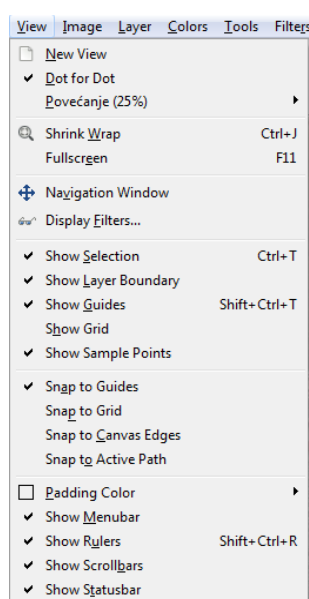 View Image Layer Colors Tools Filters
New View
Dot for Dot
Povećanje (25%)
Shrink Wrap Ctrl+J
Fullscreen F11
Navigation Window
Display Filters...
Show Selection Ctrl+T
Show Layer Boundary
Show Guides Shift+Ctrl+T
Show Grid
Show Sample Points
Snap to Guides
Snap to Grid
Snap to Canvas Edges
Snap to Active Path
Padding Color
Show Menubar
Show Rulers Shift+Ctrl+R
Show Scrollbars
Show Statusbar